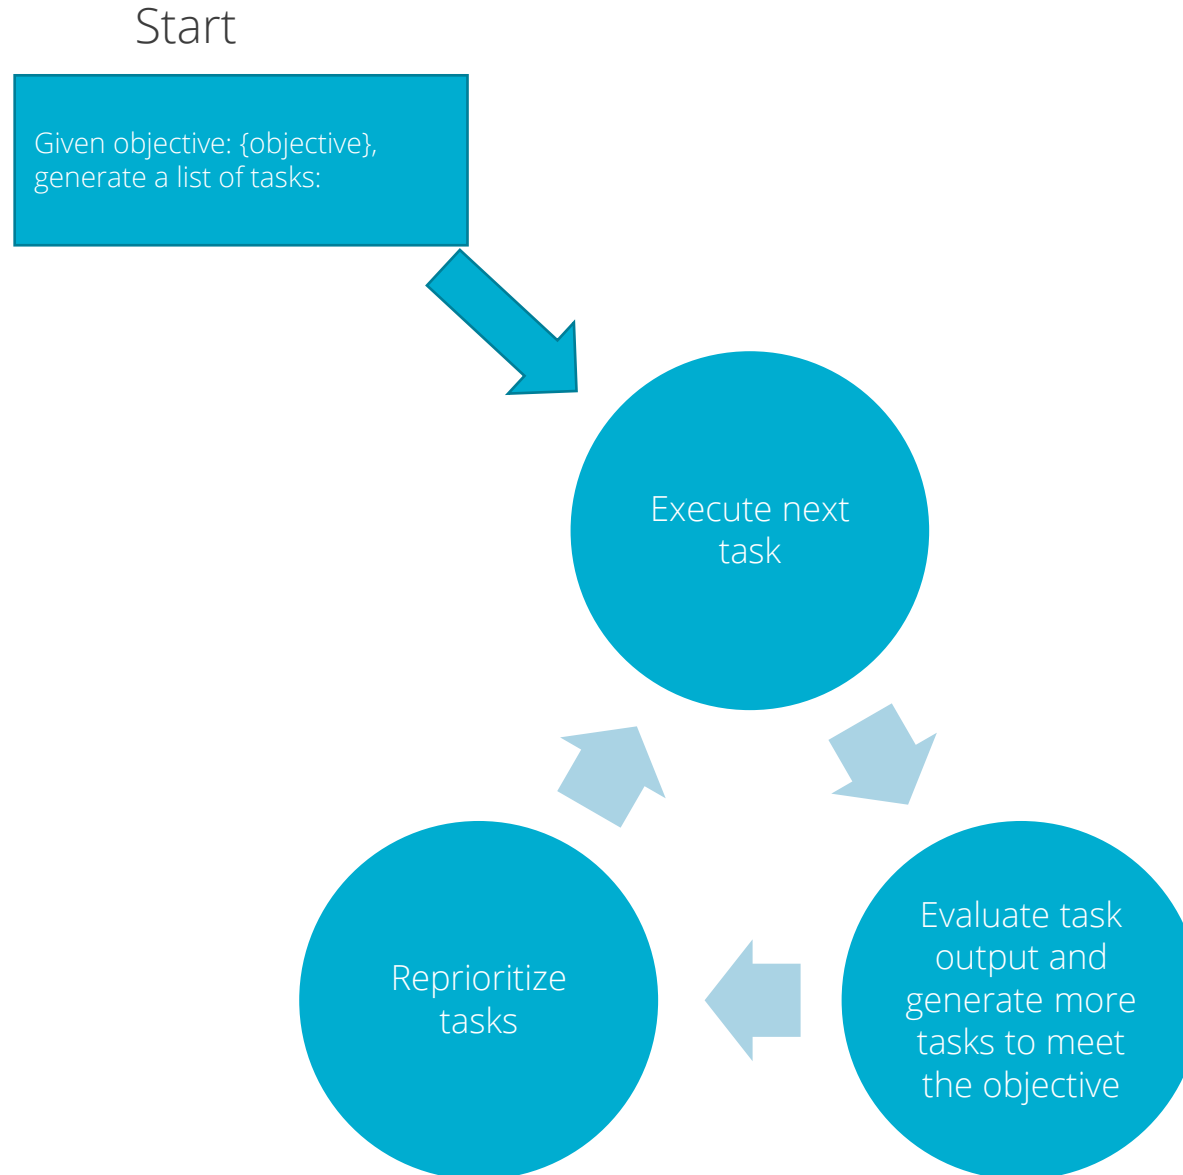 Start
Given objective: {objective},
generate a list of tasks:
Execute next
task
Evaluate task
output and
generate more
tasks to meet
the objective
Reprioritize
tasks